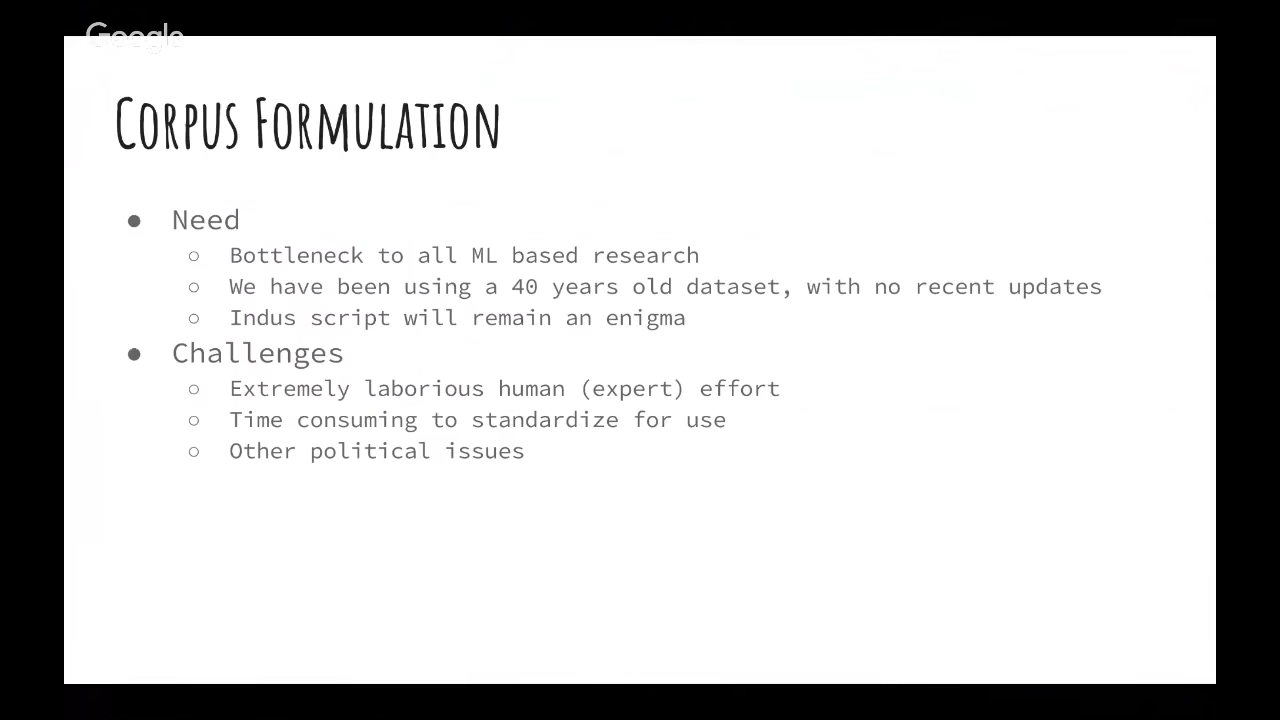 Google
Corpus Formulation
● Need
○ Bottleneck to all ML based research
○ We have been using a 40 years old dataset, with no recent updates
○ Indus script will remain an enigma
● Challenges
○ Extremely laborious human (expert) effort
○ Time consuming to standardize for use
○ Other political issues